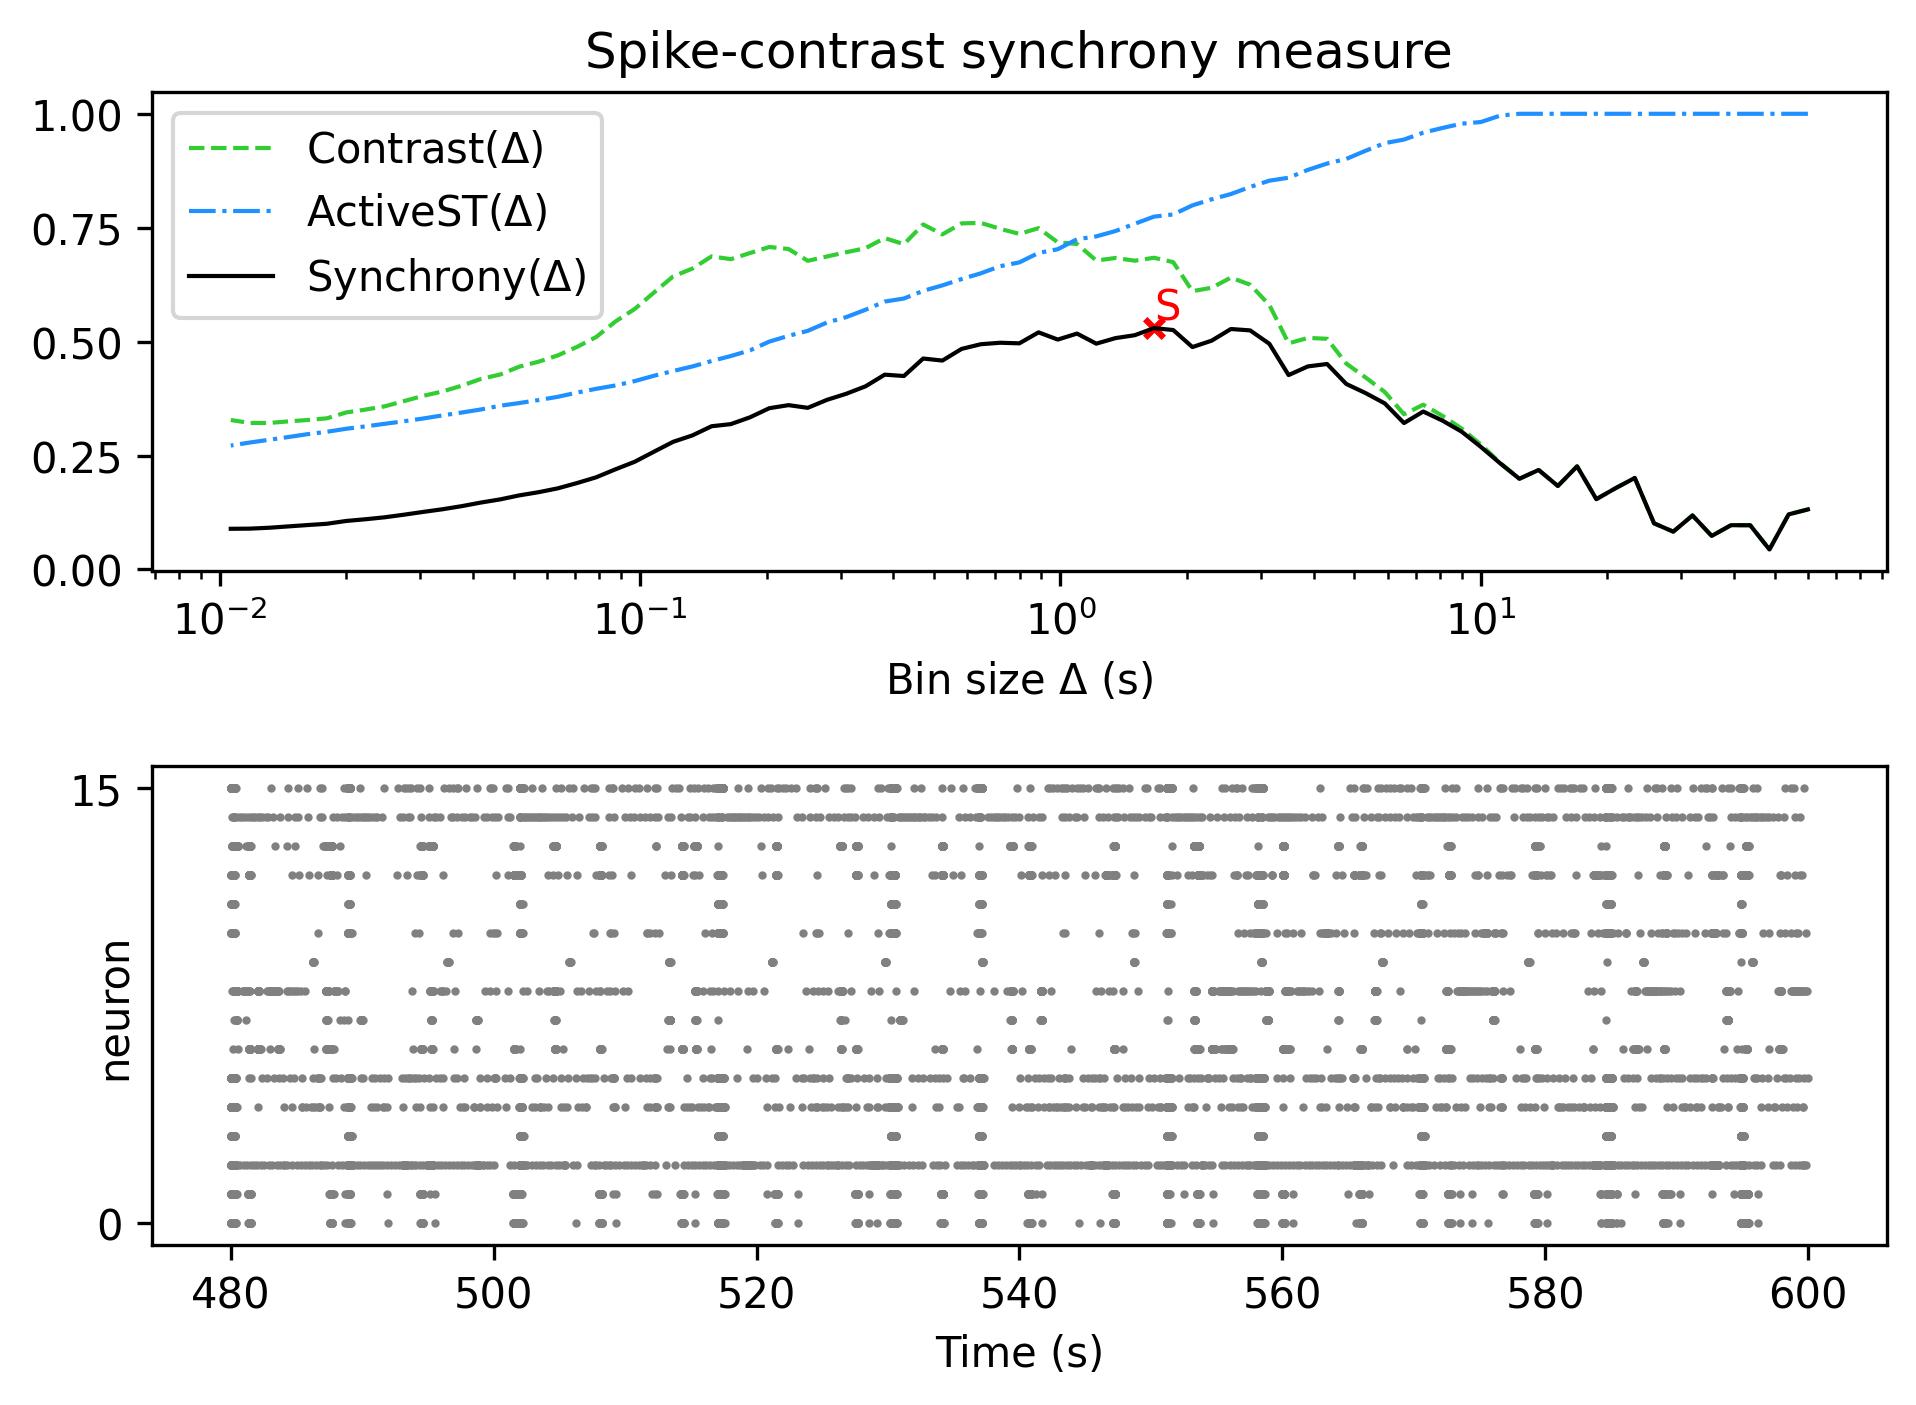 Spike-contrast synchrony measure
1.00
0.75
0.50
0.25
0.00
Contrast(Δ)
ActiveST(Δ)
Synchrony(Δ)
S
10⁻² 10⁻¹ 10⁰ 10¹
Bin size Δ (s)
15
0
neuron
480 500 520 540 560 580 600
Time (s)